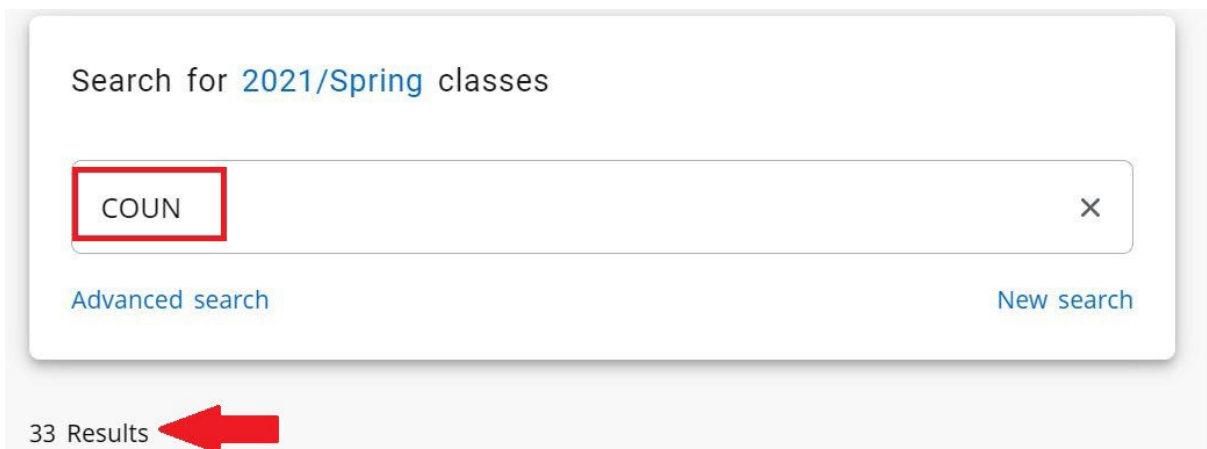 Search for 2021/Spring classes
COUN
Advanced search New search
33 Results